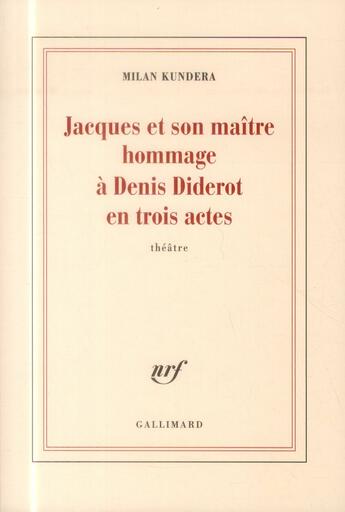 MILAN KUNDERA
Jacques et son maître
hommage
à Denis Diderot
en trois actes
théâtre
nrf
GALLIMARD